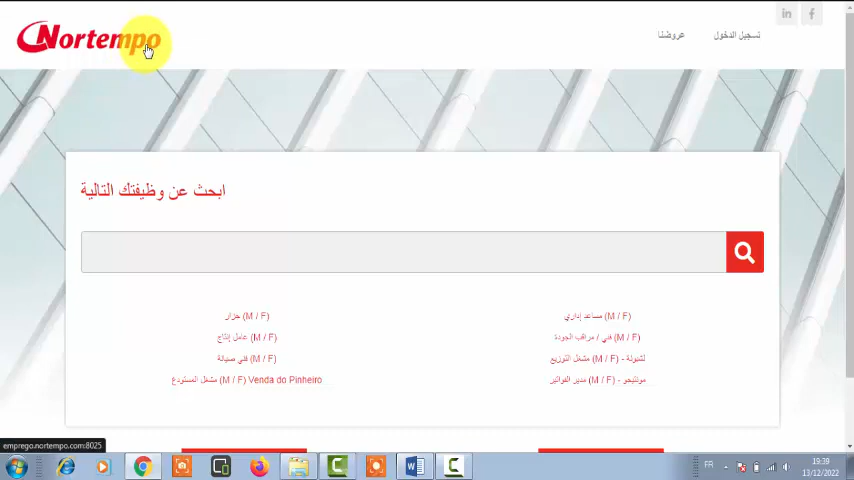 Nortempo
عروضنا
تسجيل الدخول
ابحث عن وظيفتك التالية
جزار (M / F)
مساعد إداري (M / F)
عامل إنتاج (M / F)
فني / مراقب الجودة (M / F)
فني صيانة (M / F)
لشبونة - (M / F) مشغل التوزيع
مشغل المستودع (M / F) Venda do Pinheiro
مونتيجو - (M / F) مدير الفواتير
emprego.nortempo.com:8025
FR
19:39
13/12/2022